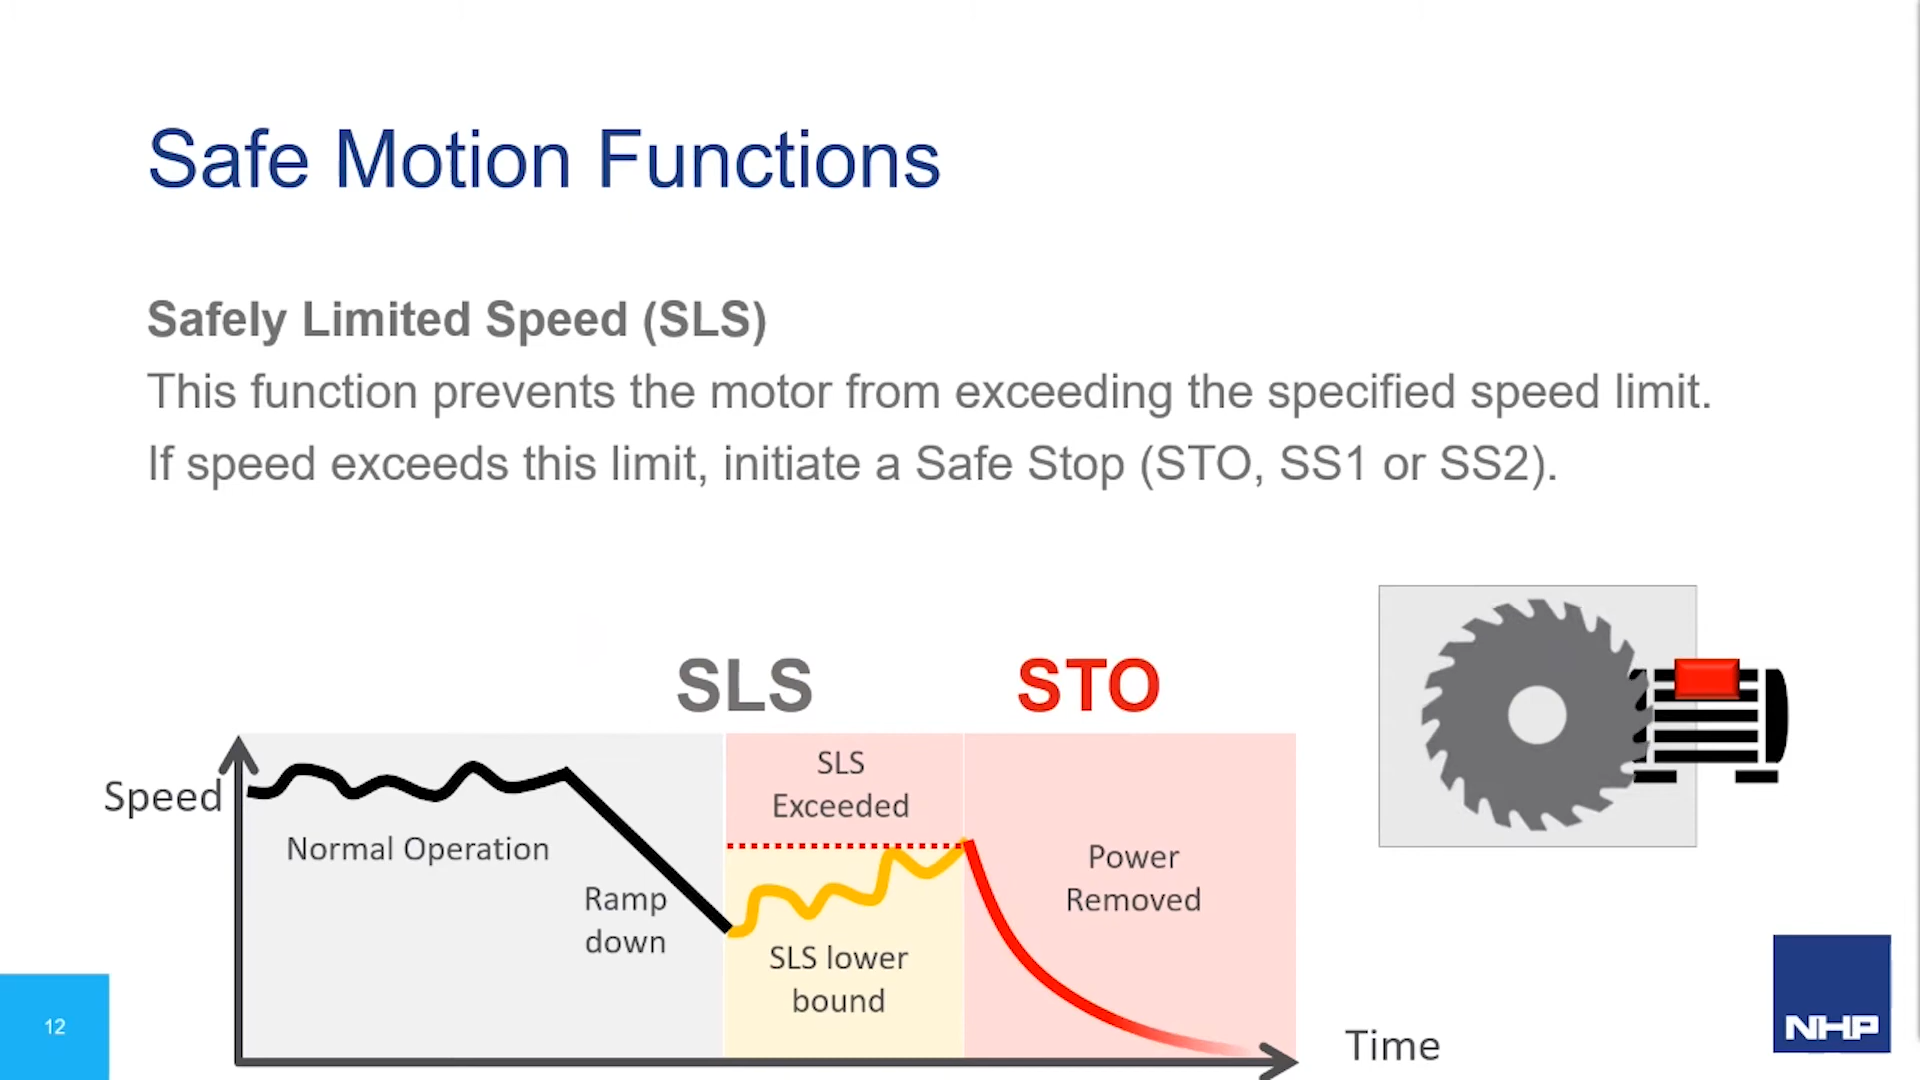 Safe Motion Functions
Safely Limited Speed (SLS)
This function prevents the motor from exceeding the specified speed limit.
If speed exceeds this limit, initiate a Safe Stop (STO, SS1 or SS2).
SLS
STO
Speed
Normal Operation
Ramp
down
SLS
Exceeded
SLS lower
bound
Power
Removed
Time
12
NHP